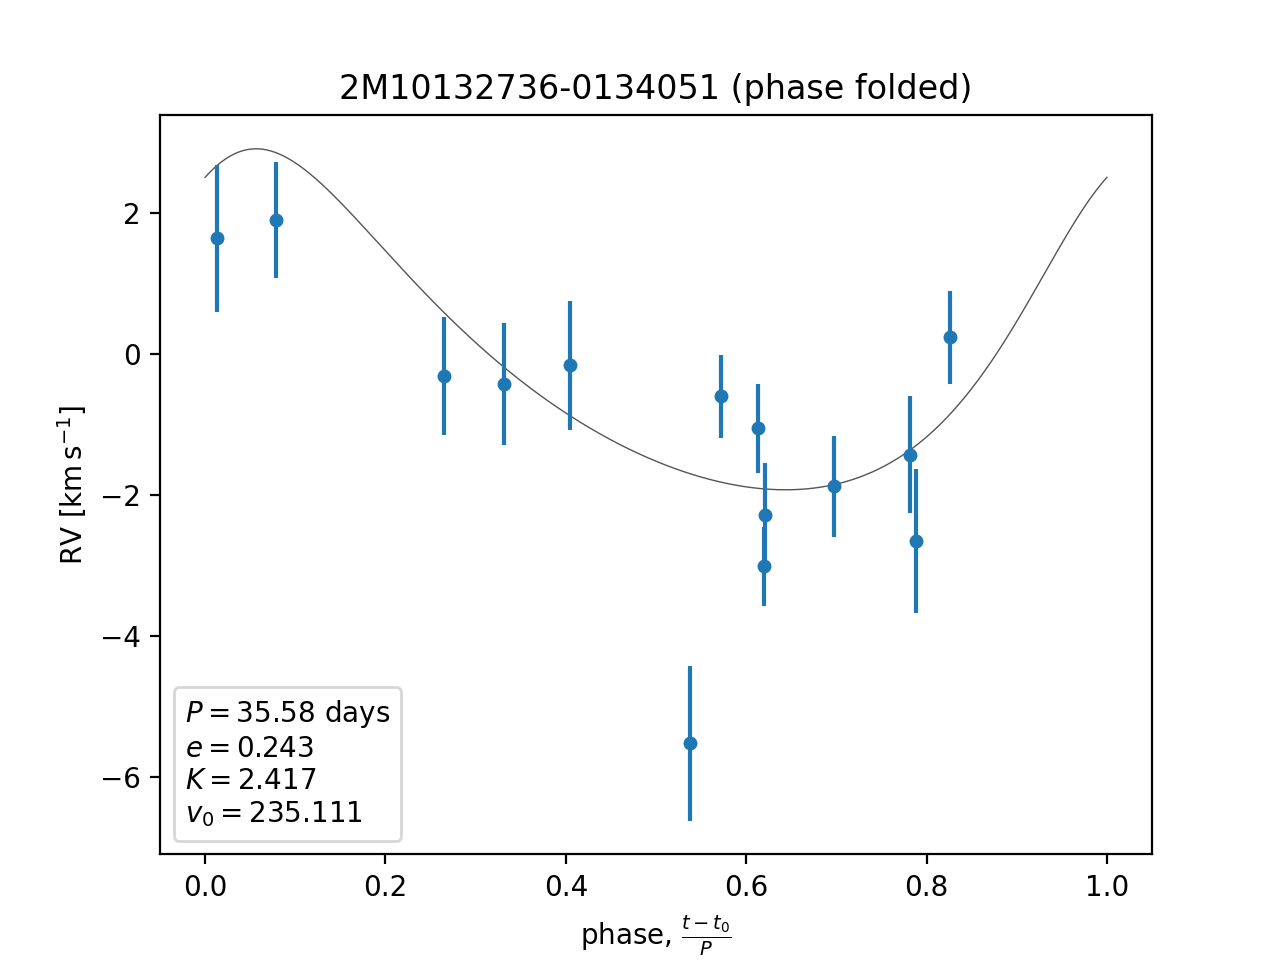 2M10132736-0134051 (phase folded)
RV [km s⁻¹]
2
0
−2
−4
−6
P = 35.58 days
e = 0.243
K = 2.417
v₀ = 235.111
0.0 0.2 0.4 0.6 0.8 1.0
phase, (t − t₀)/P